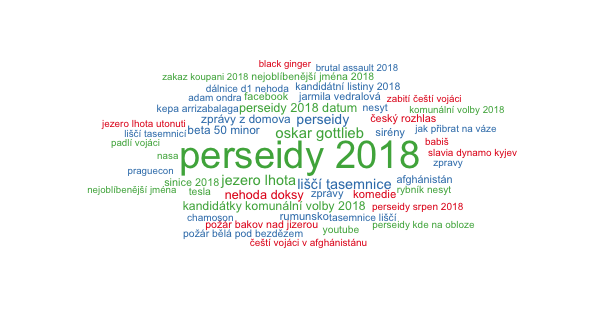 black ginger
brutal assault 2018
zakaz koupani 2018
nejoblíbenější jména 2018
dálnice d1 nehoda
kandidátní listiny 2018
adam ondra
facebook
jarmila vedralová
zabití čeští vojáci
kepa arrizabalaga
perseidy 2018 datum
nesyt
komunální volby 2018
zprávy z domova
perseidy
český rozhlas
jezero lhota utonuti
liščí tasemnici
beta 50 minor
oskar gottlieb
sirény
jak přibrat na váze
padlí vojáci
perseidy 2018
babiš
nasa
slavia dynamo kyjev
praguecon
zpravy
sinice 2018
jezero lhota
liščí tasemnice
afghánistán
nejoblíbenější jména
tesla
nehoda doksy
zprávy
komedie
rybník nesyt
kandidátky komunální volby 2018
perseidy srpen 2018
chamoson
rumunsko
tasemnice liščí
požár bakov nad jizerou
perseidy kde na obloze
požár bělá pod bezdězem
youtube
čeští vojáci v afghánistánu